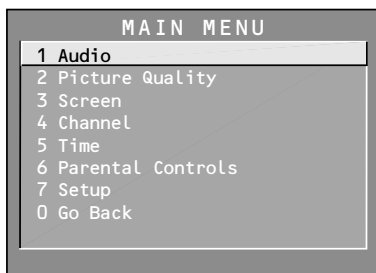 MAIN MENU
1 Audio
2 Picture Quality
3 Screen
4 Channel
5 Time
6 Parental Controls
7 Setup
0 Go Back